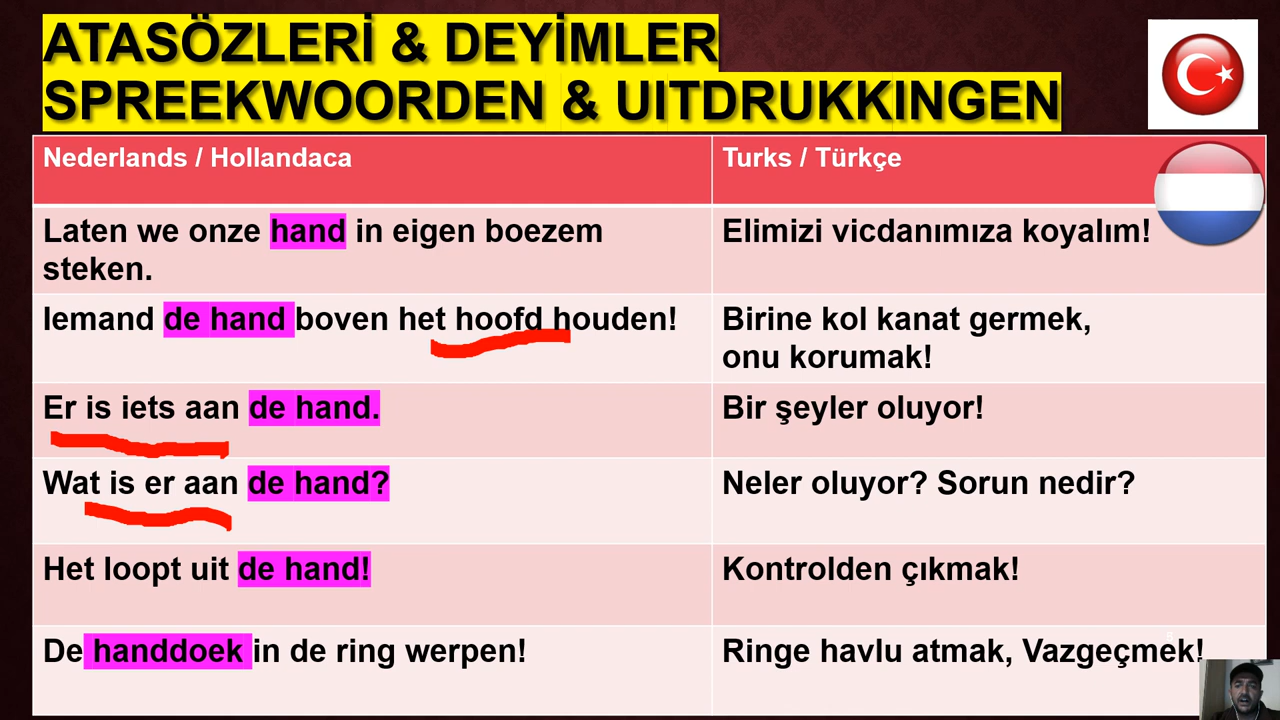 ATASÖZLERİ & DEYİMLER
SPREEKWOORDEN & UITDRUKKINGEN
Nederlands / Hollandaca
Turks / Türkçe
Laten we onze hand in eigen boezem
steken.
Elimizi vicdanımıza koyalım!
Iemand de hand boven het hoofd houden!
Birine kol kanat germek,
onu korumak!
Er is iets aan de hand.
Bir şeyler oluyor!
Wat is er aan de hand?
Neler oluyor? Sorun nedir?
Het loopt uit de hand!
Kontrolden çıkmak!
De handdoek in de ring werpen!
Ringe havlu atmak, Vazgeçmek!